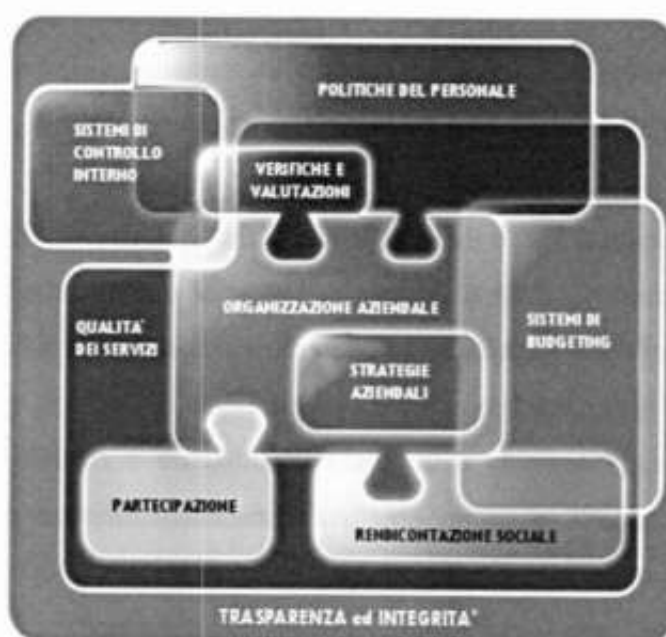 POLITICHE DEL PERSONALE
SISTEMI DI
CONTROLLO
INTERNO
VERIFICHE E
VALUTAZIONI
ORGANIZZAZIONE AZIENDALE
QUALITA'
DEI SERVIZI
SISTEMI DI
BUDGETING
STRATEGIE
AZIENDALI
PARTECIPAZIONE
RENDICONTAZIONE SOCIALE
TRASPARENZA ed INTEGRITA'